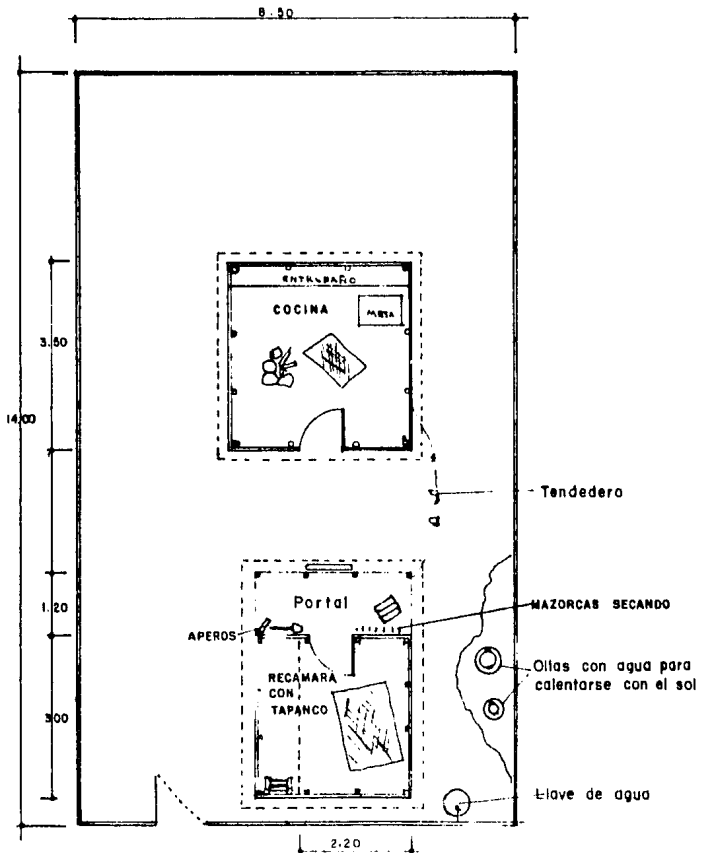 8.50
ENTREPAÑO
COCINA
MESA
3.50
14.00
Tendedero
1.20
Portal
MAZORCAS SECANDO
APEROS
Ollas con agua para
calentarse con el sol
RECAMARA
CON
TAPANCO
3.00
Llave de agua
2.20